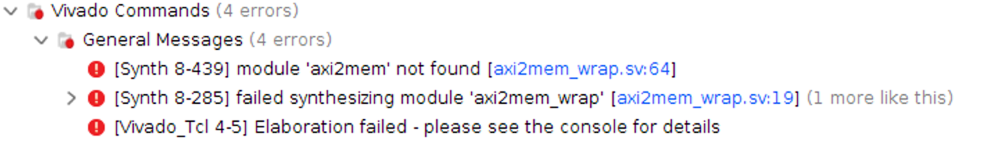 Vivado Commands (4 errors)
General Messages (4 errors)
[Synth 8-439] module 'axi2mem' not found [axi2mem_wrap.sv:64]
[Synth 8-285] failed synthesizing module 'axi2mem_wrap' [axi2mem_wrap.sv:19] (1 more like this)
[Vivado_Tcl 4-5] Elaboration failed - please see the console for details